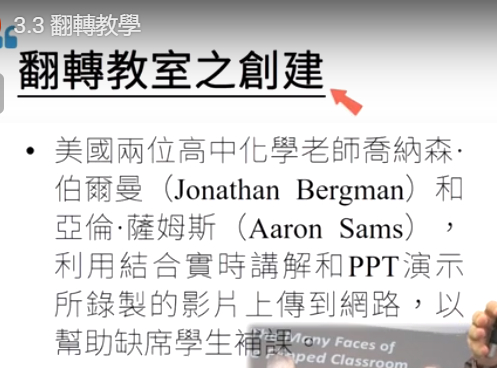 3.3 翻轉教學
翻轉教室之創建
• 美國兩位高中化學老師喬納森·
伯爾曼（Jonathan Bergman）和
亞倫·薩姆斯（Aaron Sams），
利用結合實時講解和PPT演示
所錄製的影片上傳到網路，以
幫助缺席學生補課。
Many Faces of
Classroom